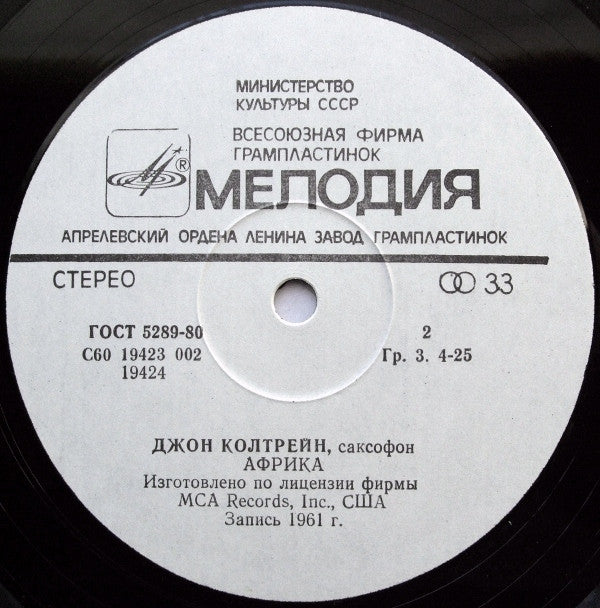 МИНИСТЕРСТВО
КУЛЬТУРЫ СССР
ВСЕСОЮЗНАЯ ФИРМА
ГРАМПЛАСТИНОК
® МЕЛОДИЯ
АПРЕЛЕВСКИЙ ОРДЕНА ЛЕНИНА ЗАВОД ГРАМПЛАСТИНОК
СТЕРЕО 33
ГОСТ 5289-80 2
С60 19423 002 Гр. 3. 4-25
19424
ДЖОН КОЛТРЕЙН, саксофон
АФРИКА
Изготовлено по лицензии фирмы
MCA Records, Inc., США
Запись 1961 г.